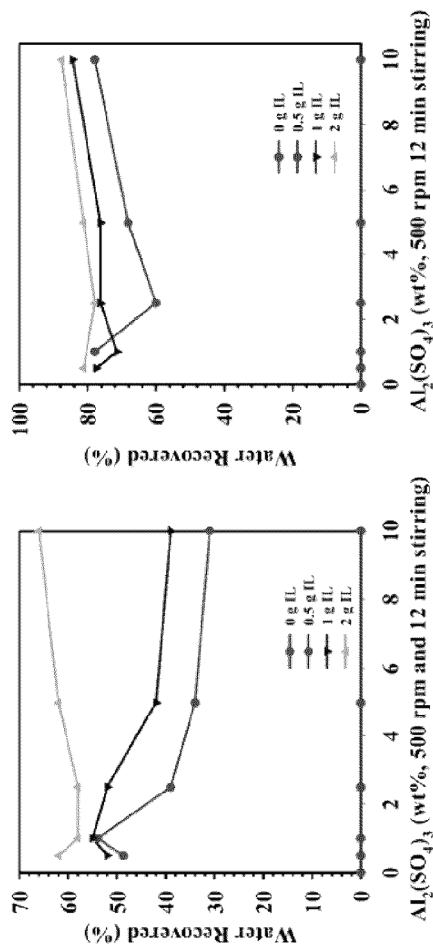 Water Recovered (%)
70
60
50
40
30
20
10
0
0 g IL
0.5 g IL
1 g IL
2 g IL
0
2
4
6
8
10
Al₂(SO₄)₃ (wt%, 500 rpm and 12 min stirring)
Water Recovered (%)
100
80
60
40
20
0
0 g IL
0.5 g IL
1 g IL
2 g IL
0
2
4
6
8
10
Al₂(SO₄)₃ (wt%, 500 rpm 12 min stirring)